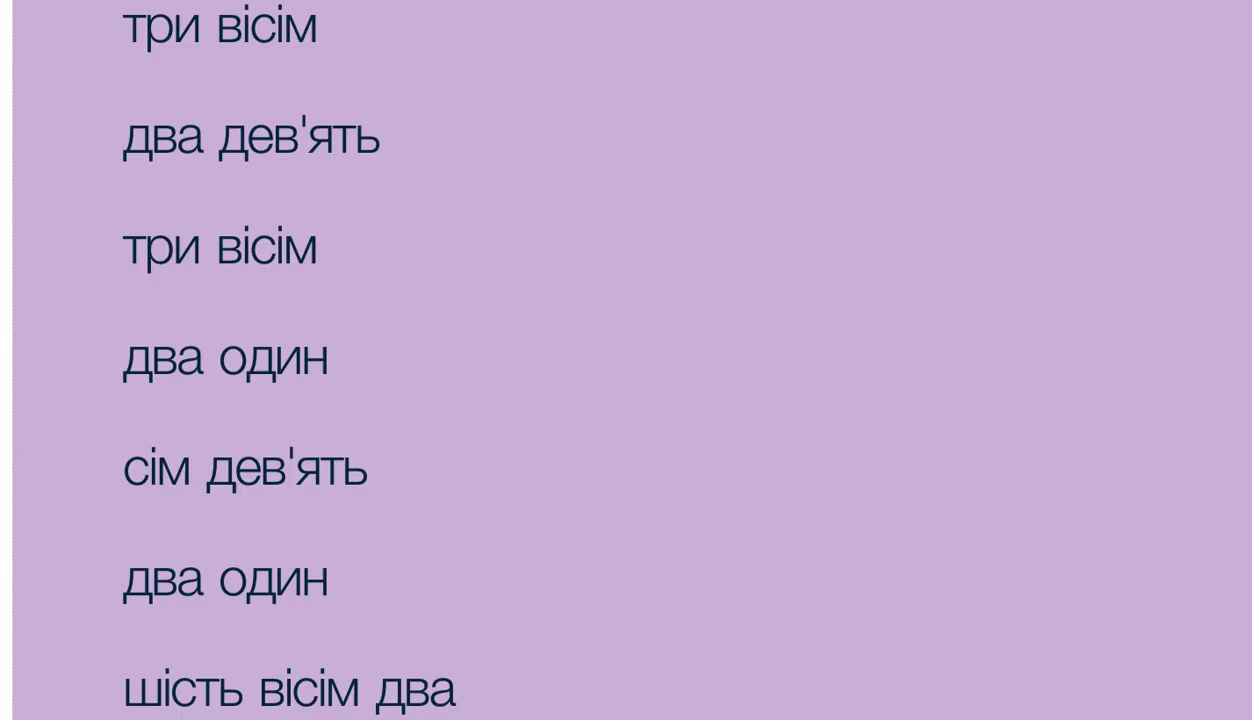 три вісім
два дев'ять
три вісім
два один
сім дев'ять
два один
шість вісім два